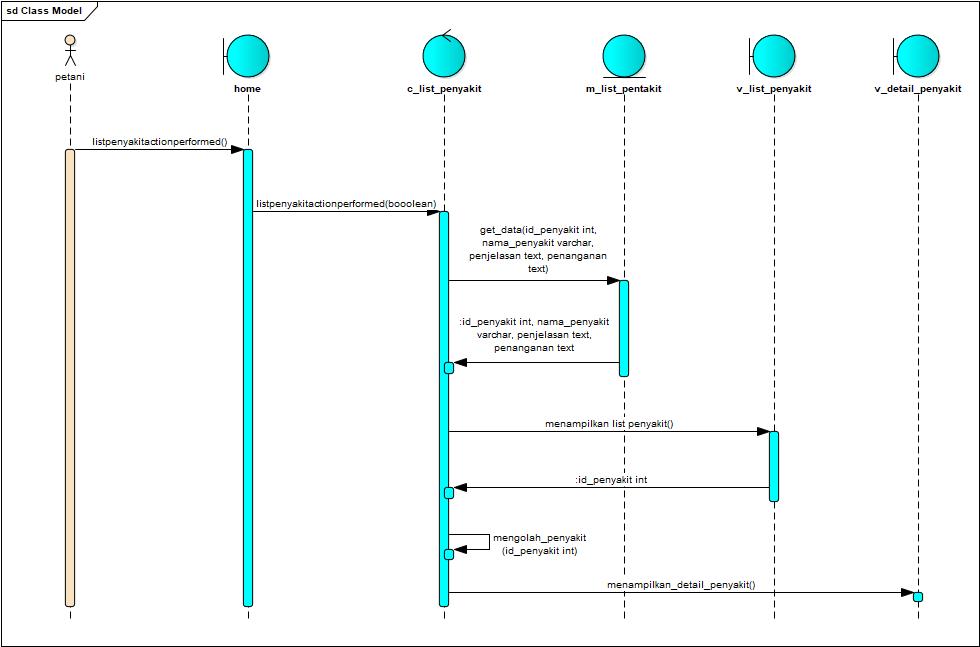 sd Class Model
petani
home
c_list_penyakit
m_list_pentakit
v_list_penyakit
v_detail_penyakit
listpenyakitactionperformed()
listpenyakitactionperformed(booolean)
get_data(id_penyakit int,
nama_penyakit varchar,
penjelasan text, penanganan
text)
:id_penyakit int, nama_penyakit
varchar, penjelasan text,
penanganan text
menampilkan list penyakit()
:id_penyakit int
mengolah_penyakit
(id_penyakit int)
menampilkan_detail_penyakit()